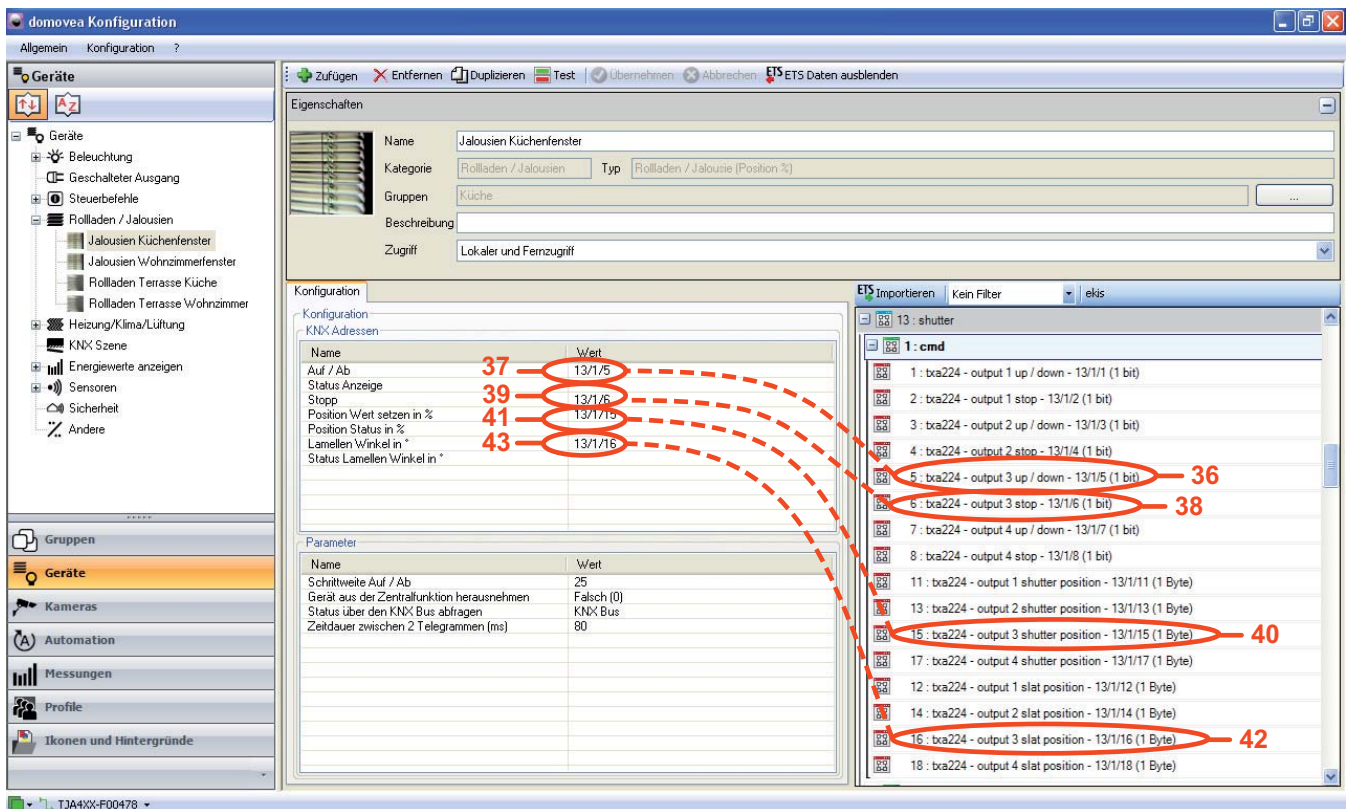 domovea Konfiguration
Allgemein Konfiguration ?
Geräte
Zufügen Entfernen Duplizieren Test Übernehmen Abbrechen ETS ETS Daten ausblenden
A Z
Geräte
Beleuchtung
Geschalteter Ausgang
Steuerbefehle
Rollladen / Jalousien
Jalousien Küchenfenster
Jalousien Wohnzimmerfenster
Rollladen Terrasse Küche
Rollladen Terrasse Wohnzimmer
Heizung/Klima/Lüftung
KNX Szene
Energiewerte anzeigen
Sensoren
Sicherheit
Andere
Gruppen
Geräte
Kameras
Automation
Messungen
Profile
Ikonen und Hintergründe
Eigenschaften
Name Jalousien Küchenfenster
Kategorie Rollladen / Jalousien Typ Rollladen / Jalousie (Position %)
Gruppen Küche ...
Beschreibung
Zugriff Lokaler und Fernzugriff
Konfiguration
Konfiguration
KNX Adressen
Name Wert
Auf / Ab 37 13/1/5
Status Anzeige
Stopp 39 13/1/6
Position Wert setzen in % 41 13/1/15
Position Status in %
Lamellen Winkel in ° 43 13/1/16
Status Lamellen Winkel in °
Parameter
Name Wert
Schrittweite Auf / Ab 25
Gerät aus der Zentralfunktion herausnehmen Falsch (0)
Status über den KNX Bus abfragen KNX Bus
Zeitdauer zwischen 2 Telegrammen (ms) 80
ETS Importieren Kein Filter ekis
13 : shutter
1 : cmd
1 : txa224 - output 1 up / down - 13/1/1 (1 bit)
2 : txa224 - output 1 stop - 13/1/2 (1 bit)
3 : txa224 - output 2 up / down - 13/1/3 (1 bit)
4 : txa224 - output 2 stop - 13/1/4 (1 bit)
5 : txa224 - output 3 up / down - 13/1/5 (1 bit) 36
6 : txa224 - output 3 stop - 13/1/6 (1 bit) 38
7 : txa224 - output 4 up / down - 13/1/7 (1 bit)
8 : txa224 - output 4 stop - 13/1/8 (1 bit)
11 : txa224 - output 1 shutter position - 13/1/11 (1 Byte)
13 : txa224 - output 2 shutter position - 13/1/13 (1 Byte)
15 : txa224 - output 3 shutter position - 13/1/15 (1 Byte) 40
17 : txa224 - output 4 shutter position - 13/1/17 (1 Byte)
12 : txa224 - output 1 slat position - 13/1/12 (1 Byte)
14 : txa224 - output 2 slat position - 13/1/14 (1 Byte)
16 : txa224 - output 3 slat position - 13/1/16 (1 Byte) 42
18 : txa224 - output 4 slat position - 13/1/18 (1 Byte)
TJA4XX-F00478